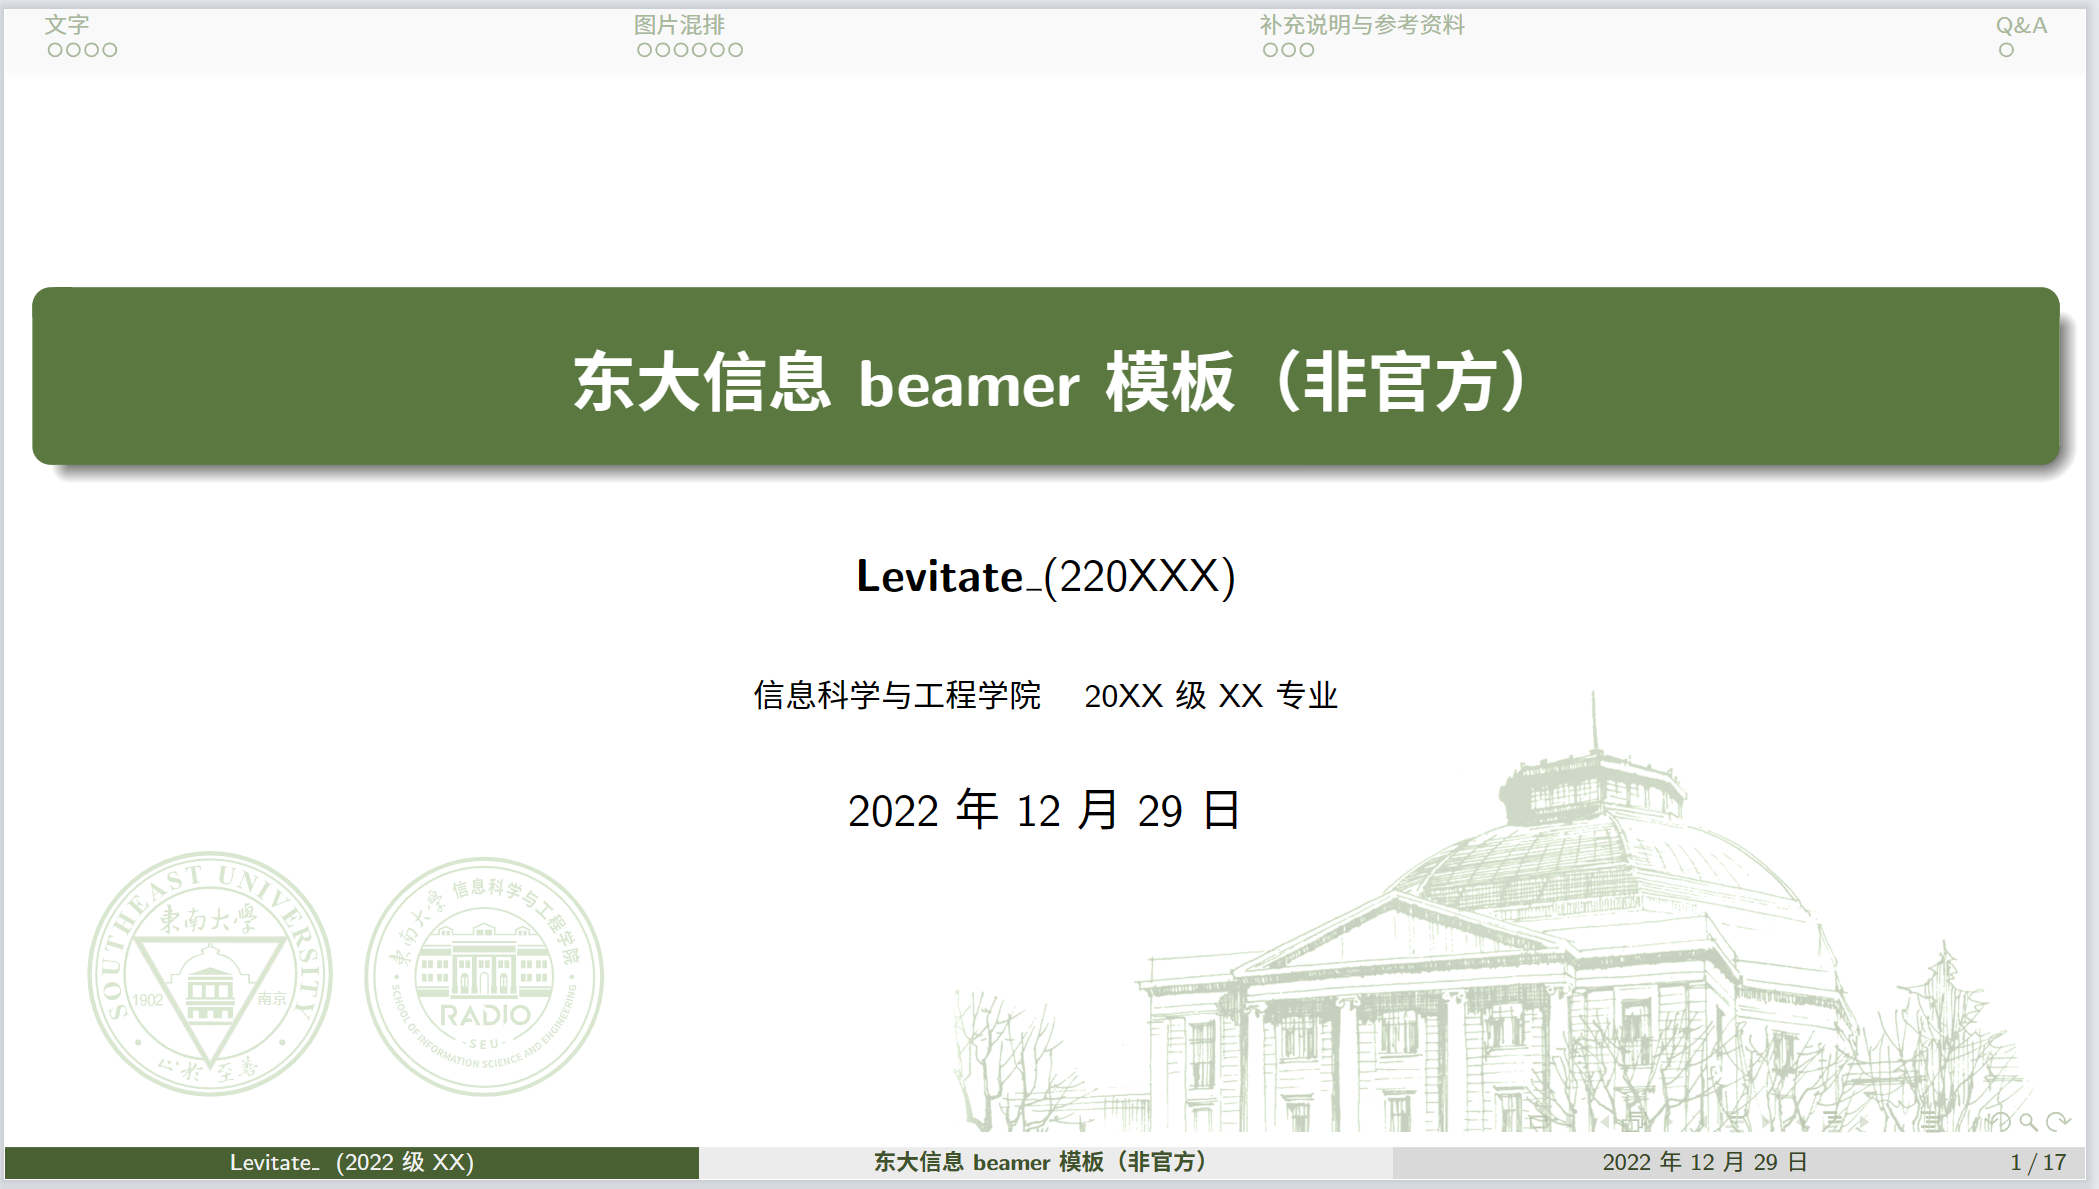 文字
图片混排
补充说明与参考资料
Q&A
东大信息 beamer 模板（非官方）
Levitate_(220XXX)
信息科学与工程学院 20XX 级 XX 专业
2022 年 12 月 29 日
SOUTHEAST UNIVERSITY
東南大學
1902 南京
止於至善
東南大學 信息科学与工程学院
RADIO
-SEU-
SCHOOL OF INFORMATION SCIENCE AND ENGINEERING
Levitate_ (2022 级 XX)
东大信息 beamer 模板（非官方）
2022 年 12 月 29 日
1 / 17